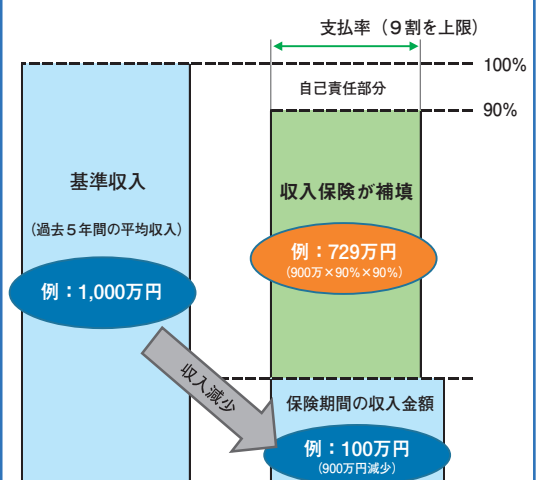 支払率（９割を上限）
100%
自己責任部分
90%
基準収入
（過去５年間の平均収入）
例：1,000万円
収入保険が補填
例：729万円
（900万×90%×90%）
収入減少
保険期間の収入金額
例：100万円
（900万円減少）